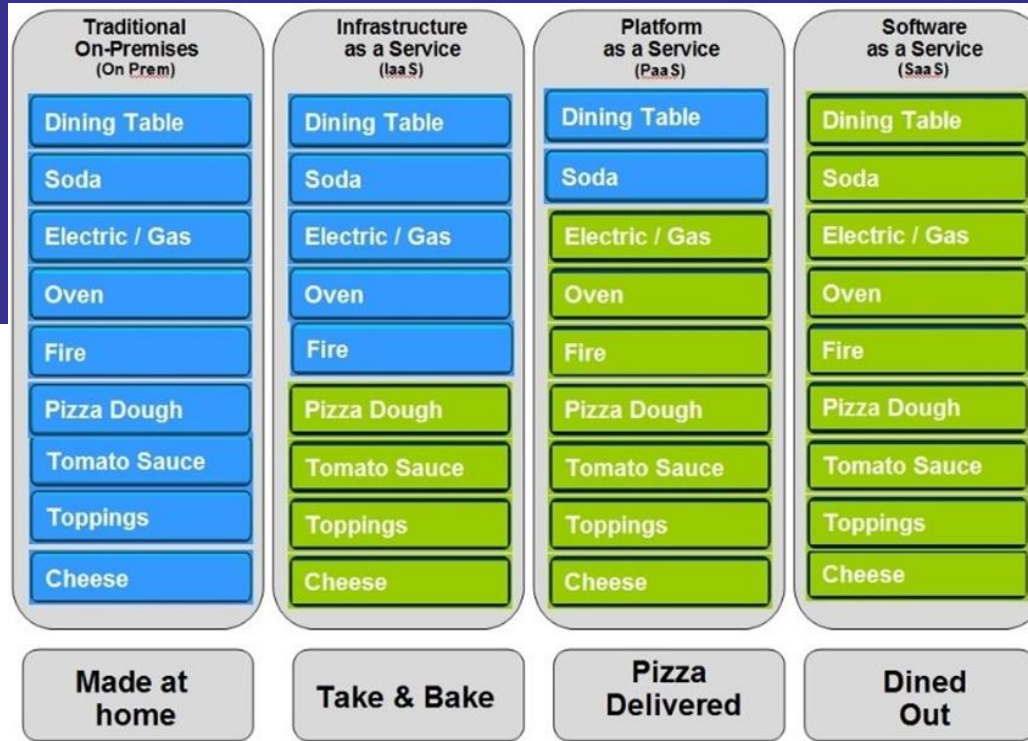 Traditional
On-Premises
(On Prem)
Dining Table
Soda
Electric / Gas
Oven
Fire
Pizza Dough
Tomato Sauce
Toppings
Cheese
Made at
home
Infrastructure
as a Service
(IaaS)
Dining Table
Soda
Electric / Gas
Oven
Fire
Pizza Dough
Tomato Sauce
Toppings
Cheese
Take & Bake
Platform
as a Service
(PaaS)
Dining Table
Soda
Electric / Gas
Oven
Fire
Pizza Dough
Tomato Sauce
Toppings
Cheese
Pizza
Delivered
Software
as a Service
(SaaS)
Dining Table
Soda
Electric / Gas
Oven
Fire
Pizza Dough
Tomato Sauce
Toppings
Cheese
Dined
Out